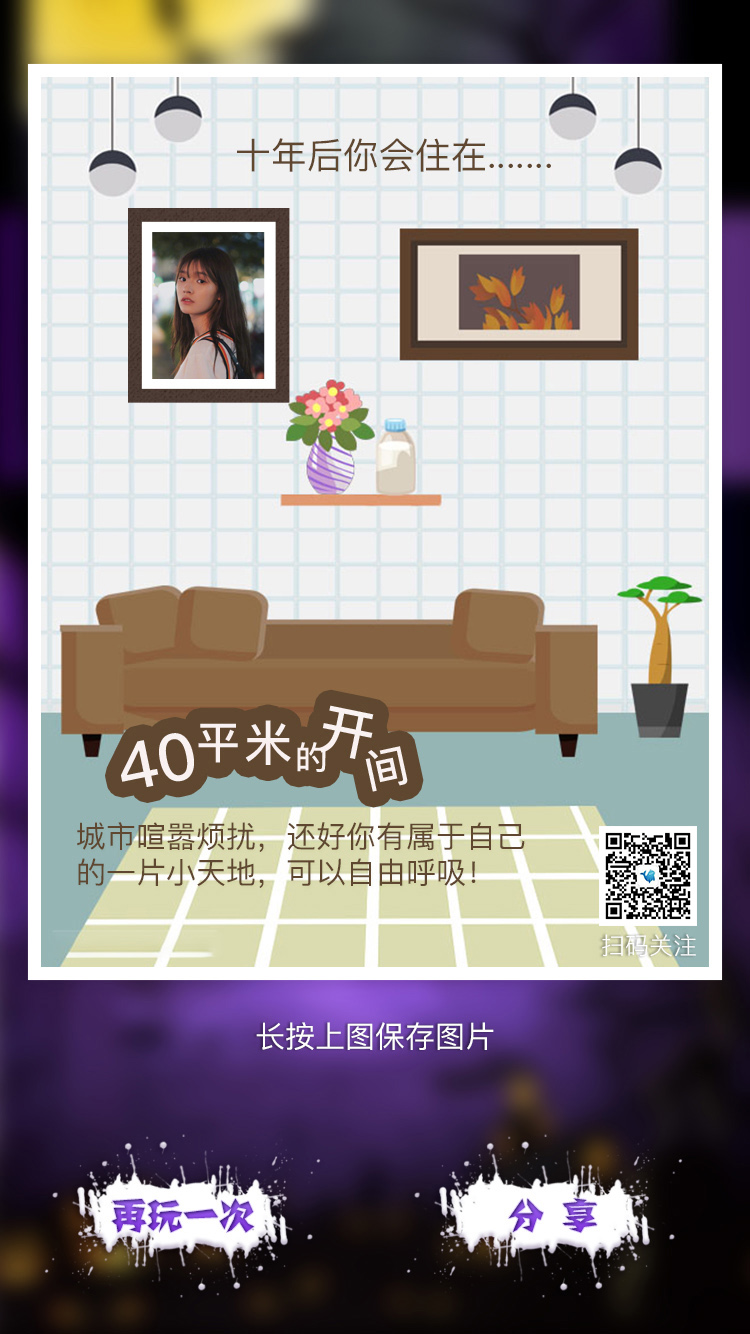 十年后你会住在.......
40平米的开间
城市喧嚣烦扰，还好你有属于自己
的一片小天地，可以自由呼吸！
扫码关注
长按上图保存图片
再玩一次
分享